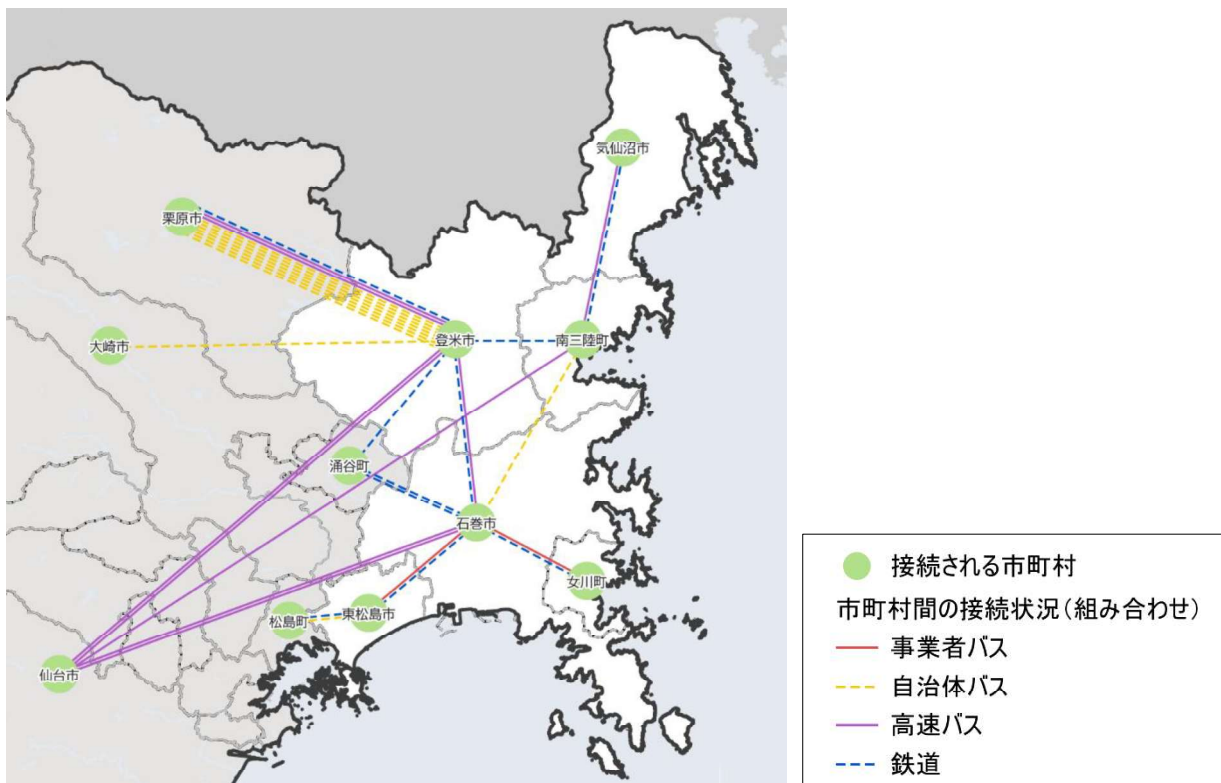 気仙沼市
栗原市
登米市
南三陸町
大崎市
涌谷町
石巻市
女川町
東松島市
松島町
仙台市
接続される市町村
市町村間の接続状況(組み合わせ)
事業者バス
自治体バス
高速バス
鉄道